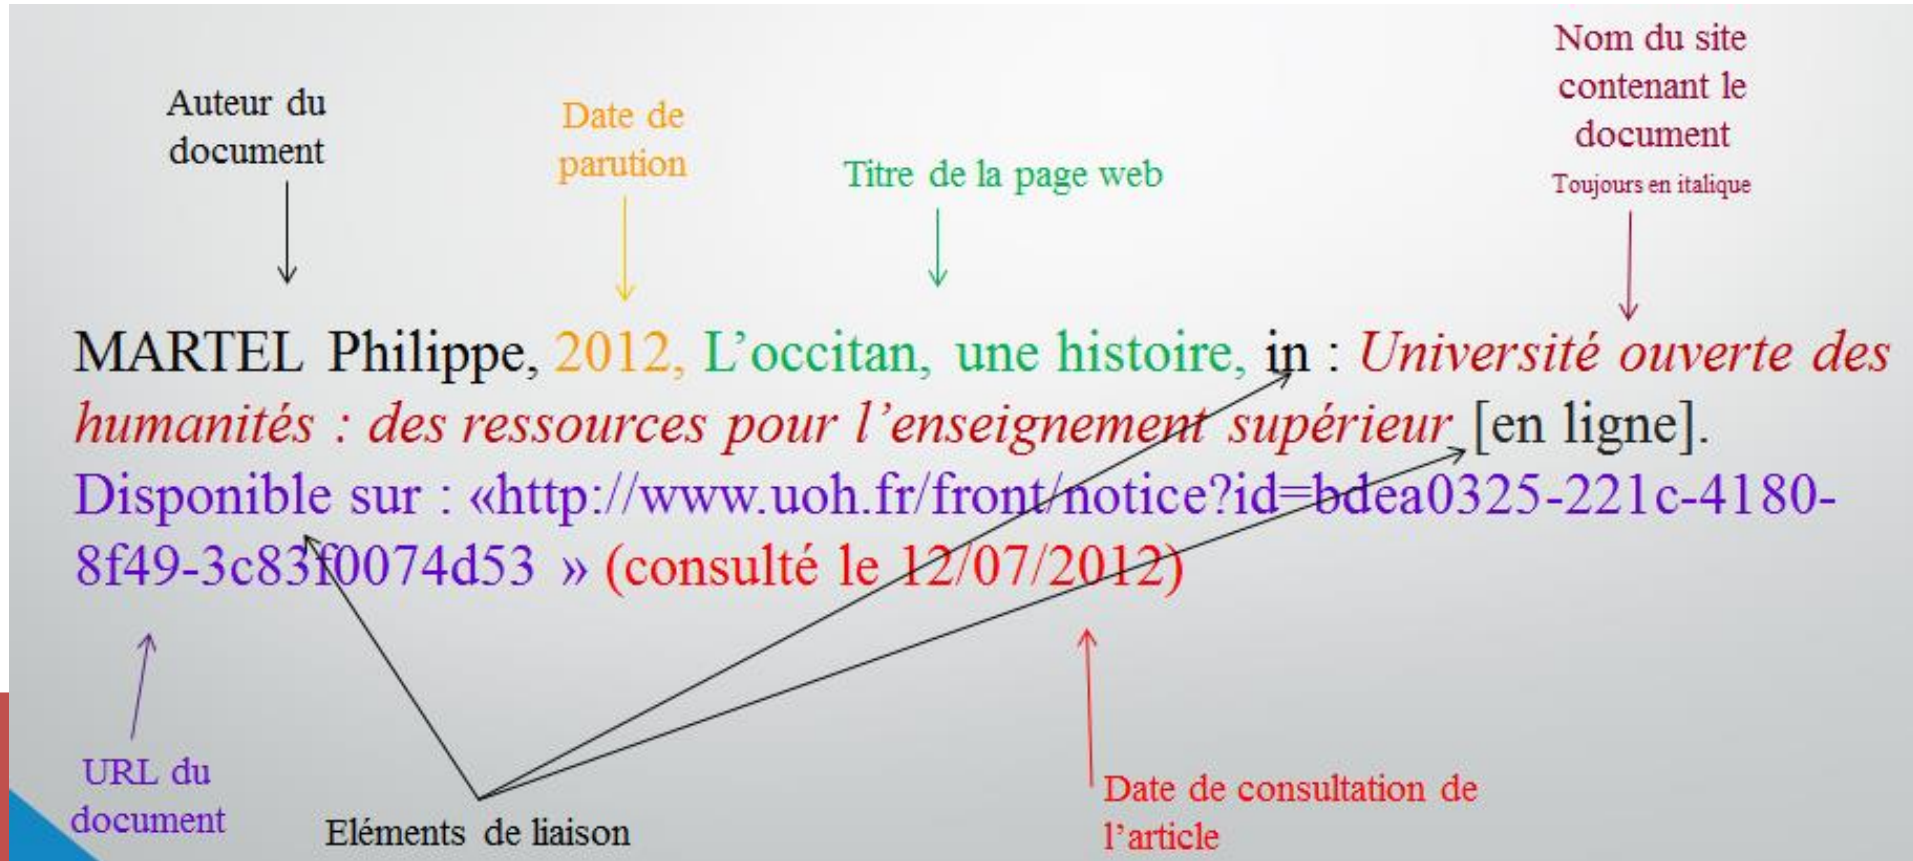 Auteur du
document
Date de
parution
Titre de la page web
Nom du site
contenant le
document
Toujours en italique
MARTEL Philippe, 2012, L’occitan, une histoire, in : Université ouverte des
humanités : des ressources pour l’enseignement supérieur [en ligne].
Disponible sur : «http://www.uoh.fr/front/notice?id=bdea0325-221c-4180-
8f49-3c83f0074d53 » (consulté le 12/07/2012)
URL du
document
Eléments de liaison
Date de consultation de
l’article